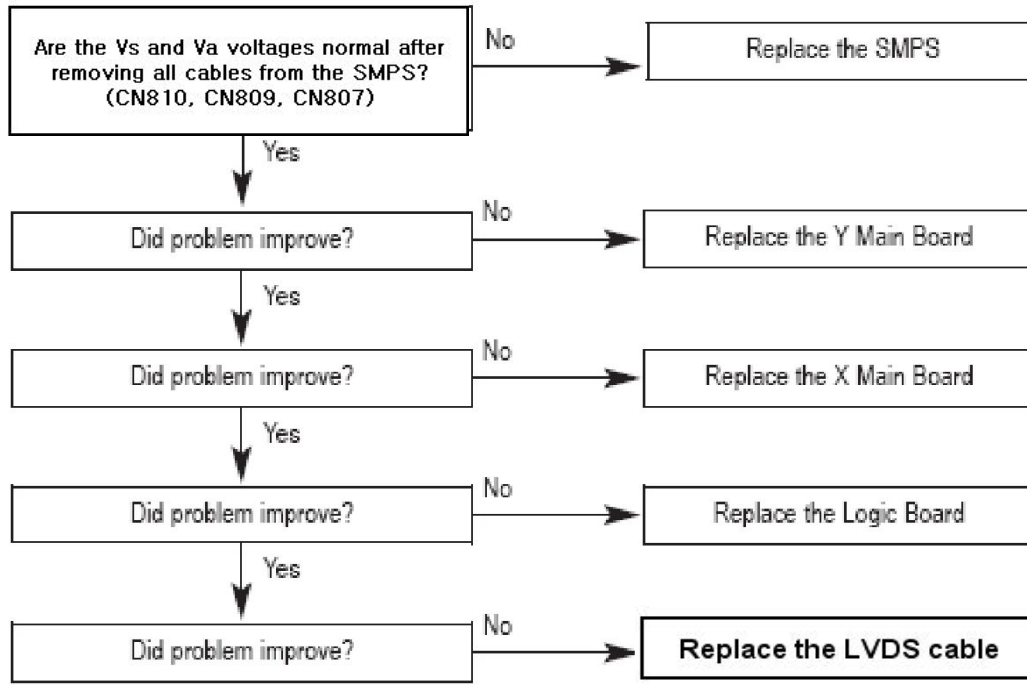 Are the Vs and Va voltages normal after
removing all cables from the SMPS?
(CN810, CN809, CN807)
No
Replace the SMPS
Yes
Did problem improve?
No
Replace the Y Main Board
Yes
Did problem improve?
No
Replace the X Main Board
Yes
Did problem improve?
No
Replace the Logic Board
Yes
Did problem improve?
No
Replace the LVDS cable